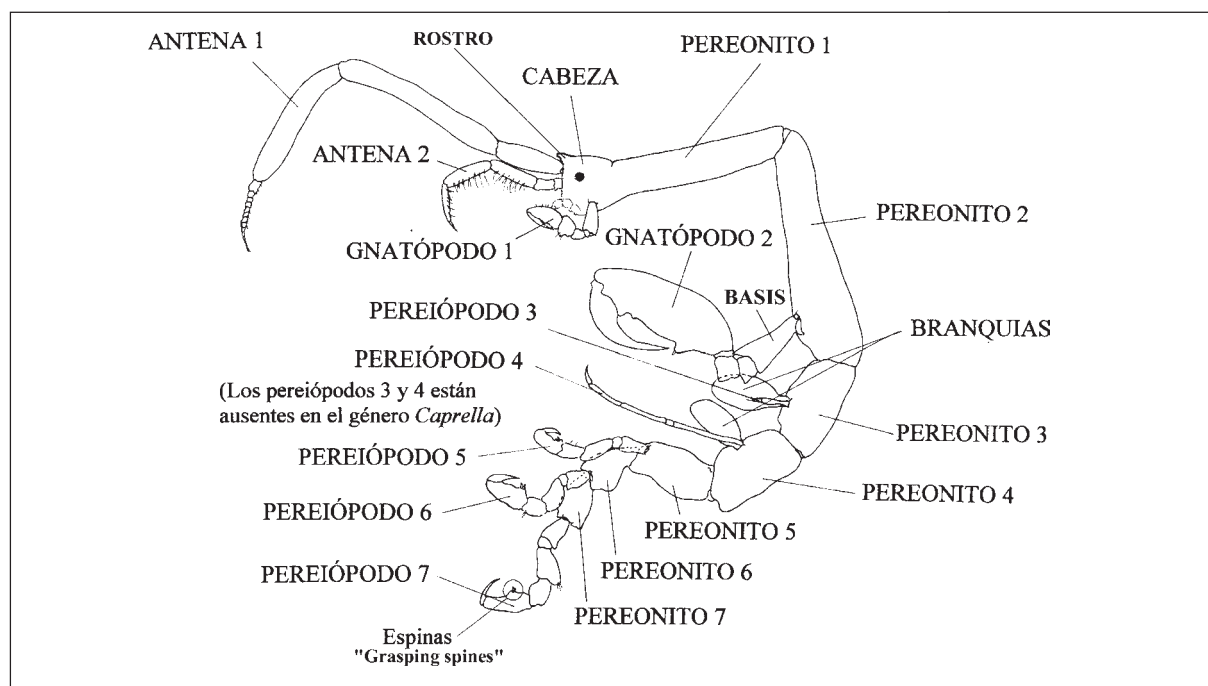 ANTENA 1
ROSTRO
PEREONITO 1
CABEZA
ANTENA 2
PEREONITO 2
GNATÓPODO 1
GNATÓPODO 2
BASIS
PEREIÓPODO 3
BRANQUIAS
PEREIÓPODO 4
(Los pereiópodos 3 y 4 están
ausentes en el género Caprella)
PEREONITO 3
PEREIÓPODO 5
PEREONITO 4
PEREIÓPODO 6
PEREONITO 5
PEREIÓPODO 7
PEREONITO 6
PEREONITO 7
Espinas
"Grasping spines"